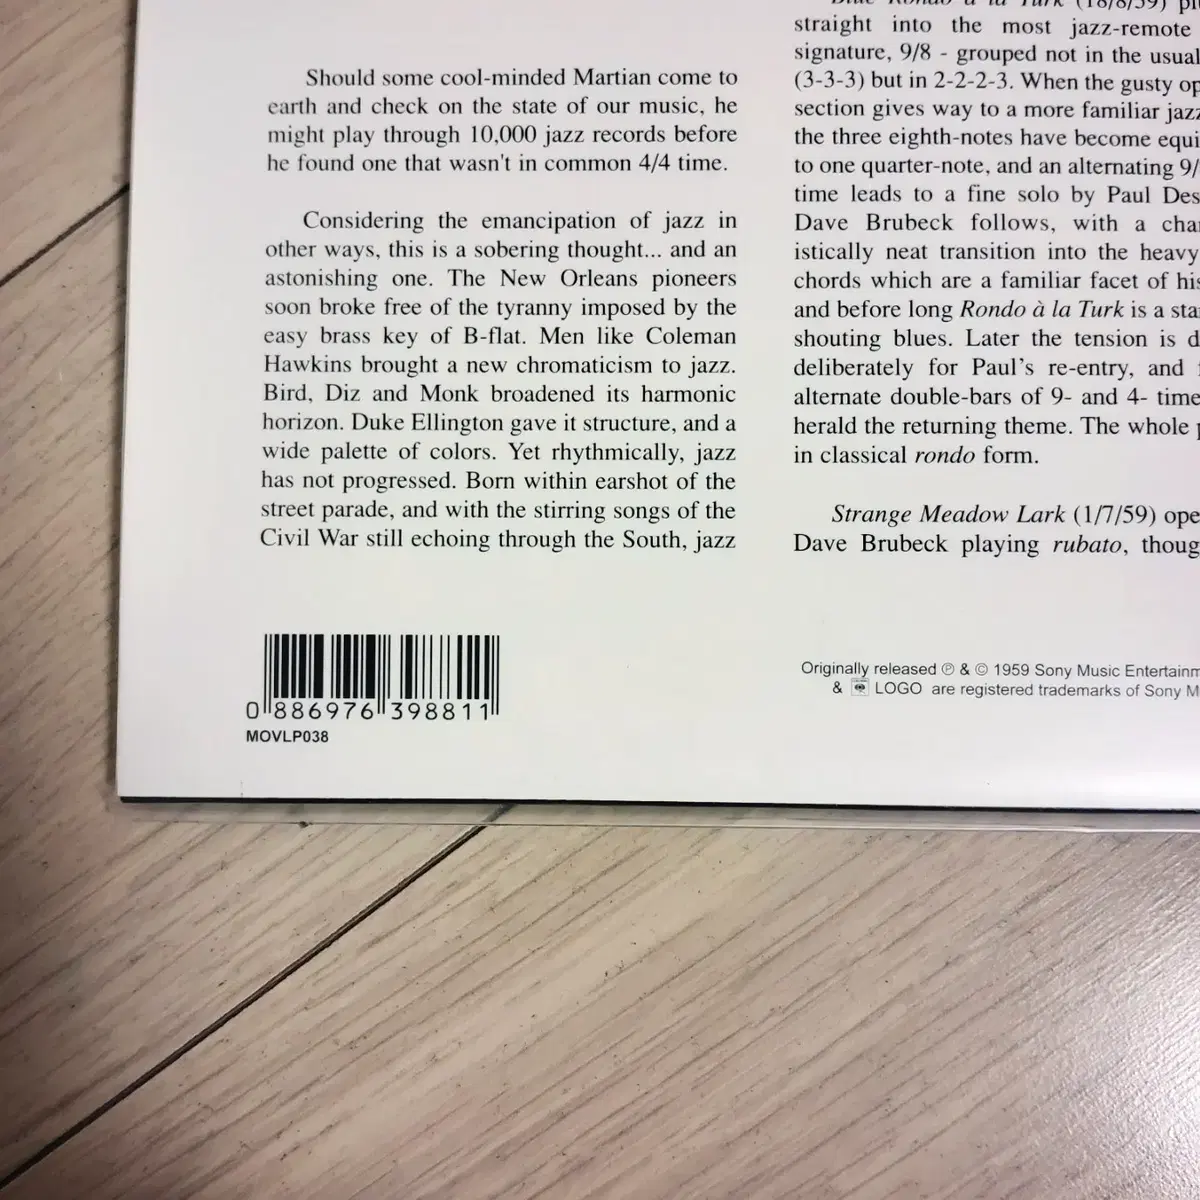 Should some cool-minded Martian come to
earth and check on the state of our music, he
might play through 10,000 jazz records before
he found one that wasn't in common 4/4 time.
Considering the emancipation of jazz in
other ways, this is a sobering thought... and an
astonishing one. The New Orleans pioneers
soon broke free of the tyranny imposed by the
easy brass key of B-flat. Men like Coleman
Hawkins brought a new chromaticism to jazz.
Bird, Diz and Monk broadened its harmonic
horizon. Duke Ellington gave it structure, and a
wide palette of colors. Yet rhythmically, jazz
has not progressed. Born within earshot of the
street parade, and with the stirring songs of the
Civil War still echoing through the South, jazz
Blue Rondo à la Turk (18/8/59)
straight into the most jazz-remote
signature, 9/8 - grouped not in the usual
(3-3-3) but in 2-2-2-3. When the gusty
section gives way to a more familiar
the three eighth-notes have become
to one quarter-note, and an alternating
time leads to a fine solo by Paul
Dave Brubeck follows, with a
istically neat transition into the heavy
chords which are a familiar facet of
and before long Rondo à la Turk is a
shouting blues. Later the tension is
deliberately for Paul's re-entry, and
alternate double-bars of 9- and 4- time
herald the returning theme. The whole
in classical rondo form.
Strange Meadow Lark (1/7/59)
Dave Brubeck playing rubato,
0 886976 398811
MOVLP038
Originally released ℗ & © 1959 Sony Music
& LOGO are registered trademarks of Sony